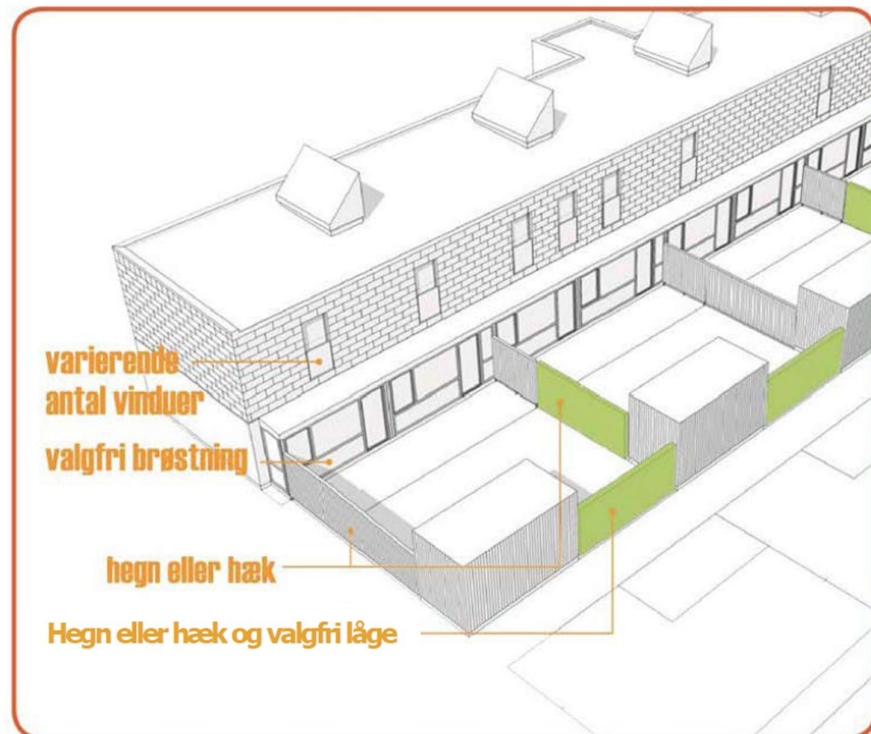 varierende
antal vinduer
valgfri brøstning
hegn eller hæk
Hegn eller hæk og valgfri låge